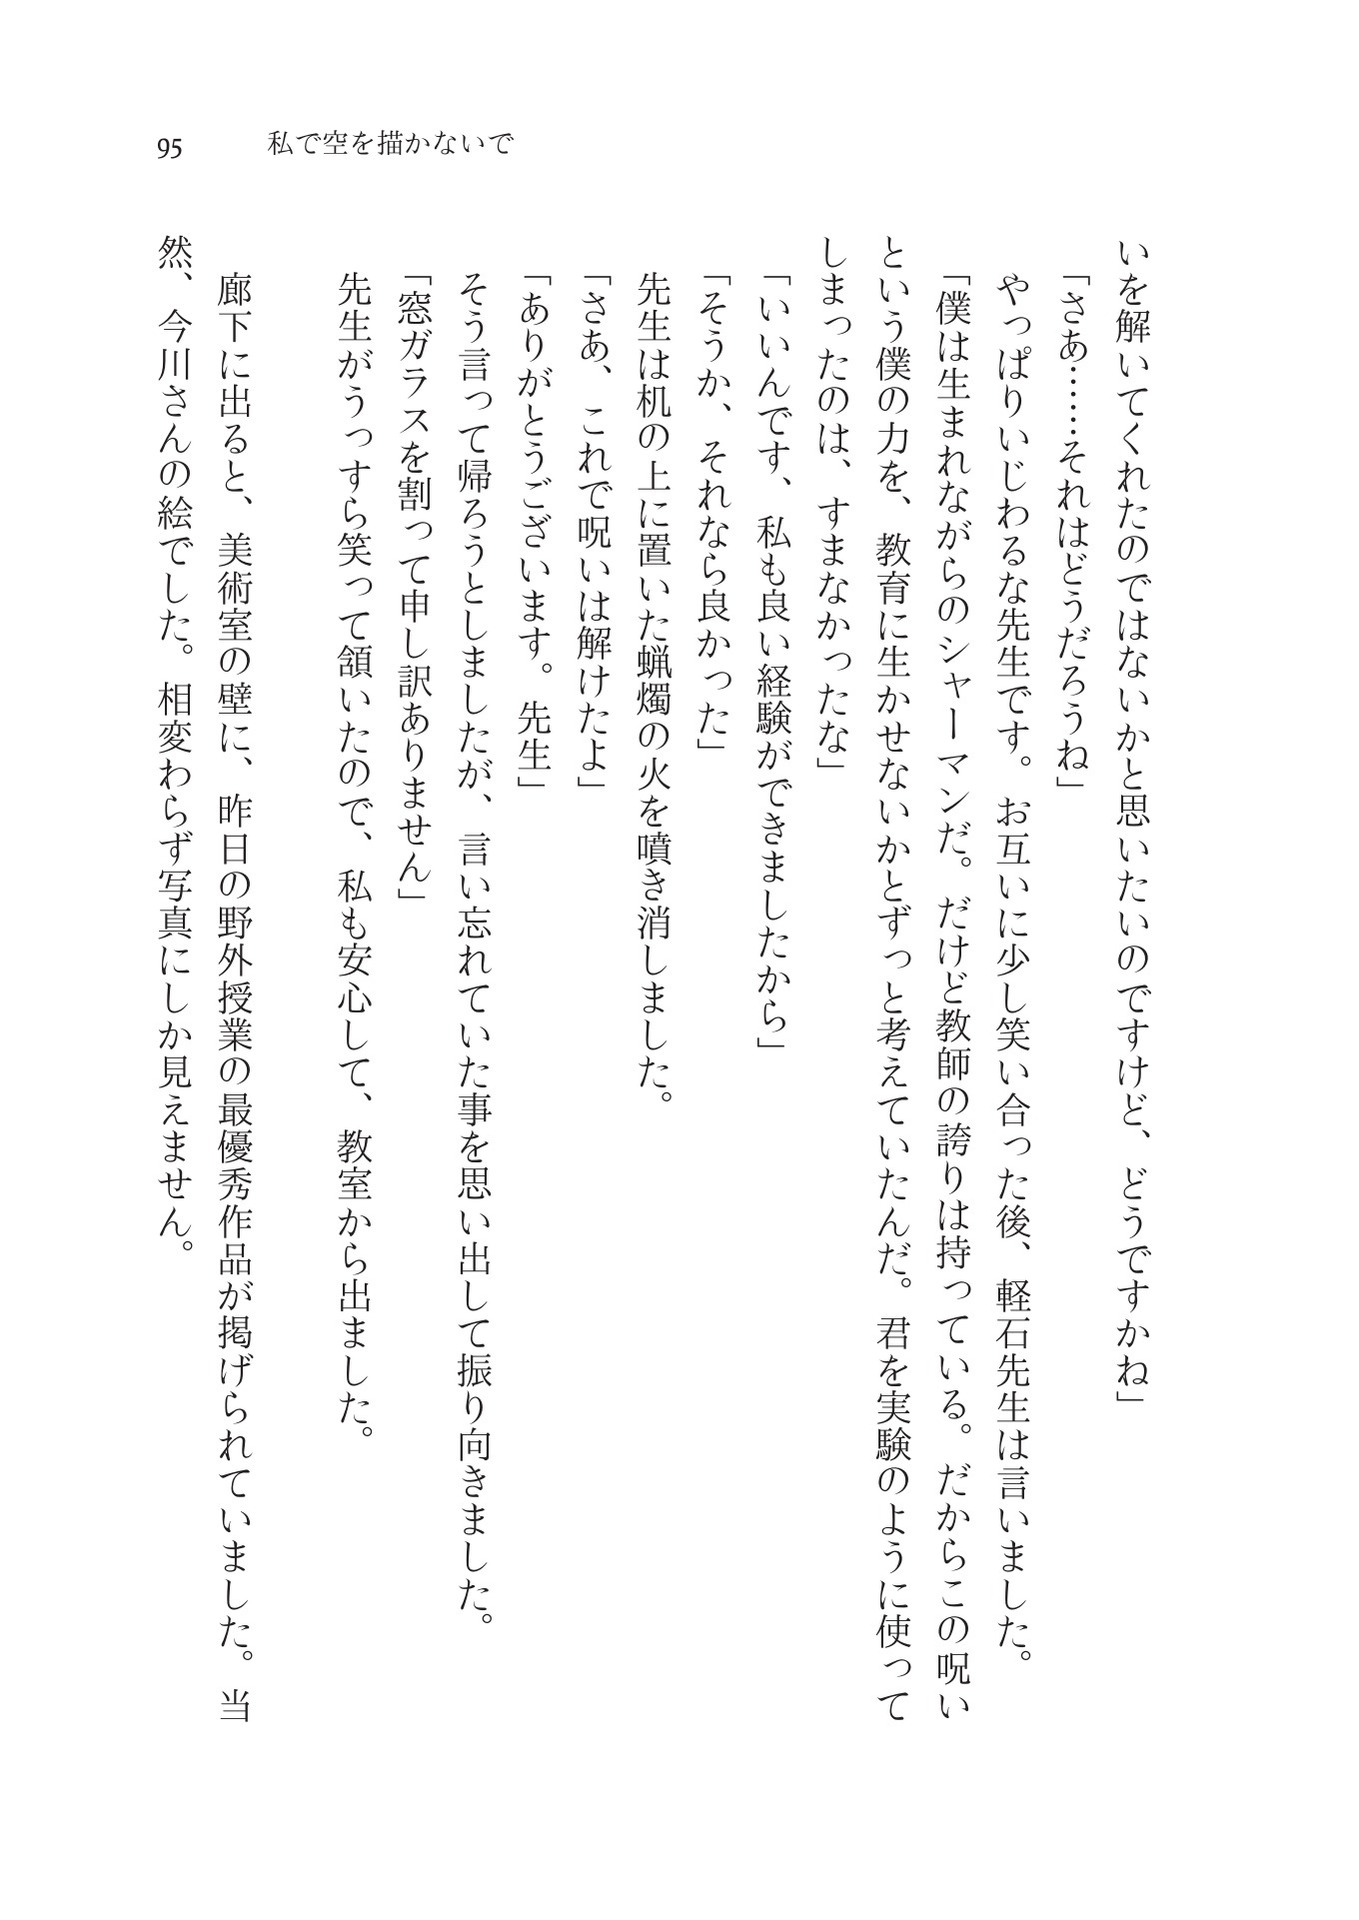 95
私で空を描かないで
いを解いてくれたのではないかと思いたいのですけど、どうですかね」
「さあ……それはどうだろうね」
やっぱりいじわるな先生です。お互いに少し笑い合った後、軽石先生は言いました。
「僕は生まれながらのシャーマンだ。だけど教師の誇りは持っている。だからこの呪い
という僕の力を、教育に生かせないかとずっと考えていたんだ。君を実験のように使って
しまったのは、すまなかったな」
「いいんです、私も良い経験ができましたから」
「そうか、それなら良かった」
先生は机の上に置いた蝋燭の火を噴き消しました。
「さあ、これで呪いは解けたよ」
「ありがとうございます。先生」
そう言って帰ろうとしましたが、言い忘れていた事を思い出して振り向きました。
「窓ガラスを割って申し訳ありません」
先生がうっすら笑って頷いたので、私も安心して、教室から出ました。
廊下に出ると、美術室の壁に、昨日の野外授業の最優秀作品が掲げられていました。当
然、今川さんの絵でした。相変わらず写真にしか見えません。